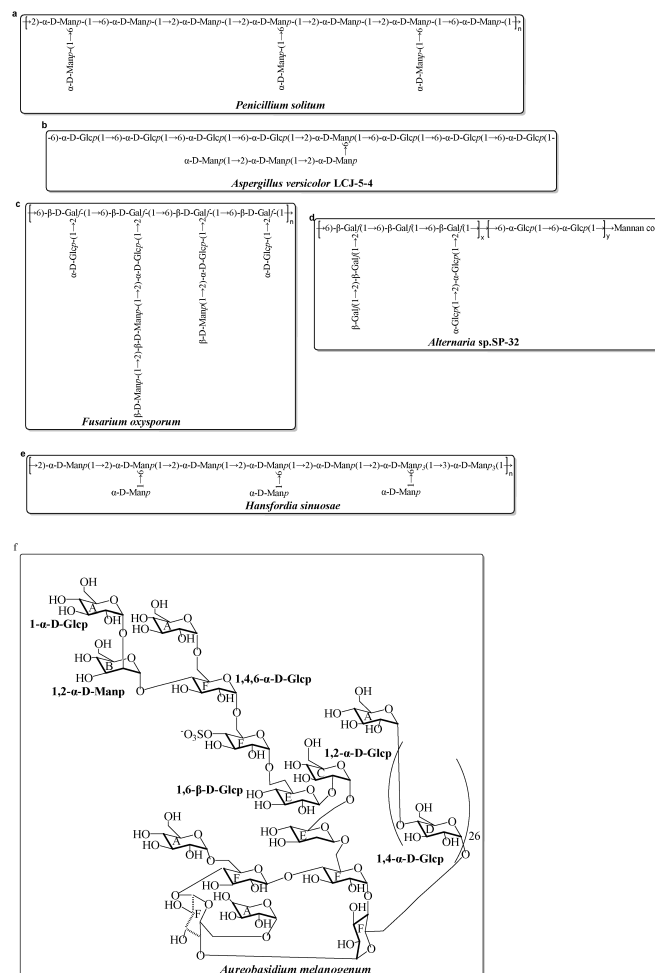 a
[→2)-α-D-Manp-(1→6)-α-D-Manp-(1→2)-α-D-Manp-(1→2)-α-D-Manp-(1→2)-α-D-Manp-(1→2)-α-D-Manp-(1→6)-α-D-Manp-(1→]n
α-D-Manp-(1→6
α-D-Manp-(1→6
α-D-Manp-(1→6
Penicillium solitum
b
-6)-α-D-Glcp(1→6)-α-D-Glcp(1→6)-α-D-Glcp(1→6)-α-D-Glcp(1→2)-α-D-Manp(1→6)-α-D-Glcp(1→6)-α-D-Glcp(1→6)-α-D-Glcp(1-
6
α-D-Manp(1→2)-α-D-Manp(1→2)-α-D-Manp
Aspergillus versicolor LCJ-5-4
c
[→6)-β-D-Galf-(1→6)-β-D-Galf-(1→6)-β-D-Galf-(1→6)-β-D-Galf-(1→]n
α-D-Glcp-(1→2
β-D-Manp-(1→2)-β-D-Manp-(1→2)-α-D-Glcp-(1→2
β-D-Manp(1→2)-α-D-Glcp-(1→2
α-D-Glcp-(1→2
Fusarium oxysporum
d
[→6)-β-Galf(1→6)-β-Galf(1→6)-β-Galf(1→]x[→6)-α-Glcp(1→6)-α-Glcp(1→]y→Mannan co
β-Galf(1→2)-β-Galf(1→2
α-Glcp(1→2)-α-Glcp(1→2
Alternaria sp.SP-32
e
[→2)-α-D-Manp(1→2)-α-D-Manp(1→2)-α-D-Manp(1→2)-α-D-Manp(1→2)-α-D-Manp(1→2)-α-D-Manp₃(1→3)-α-D-Manp₃(1→]n
6 6 6
1 1 1
α-D-Manp α-D-Manp α-D-Manp
Hansfordia sinuosae
f
1-α-D-Glcp
1,2-α-D-Manp
1,4,6-α-D-Glcp
1,2-α-D-Glcp
1,6-β-D-Glcp
1,4-α-D-Glcp
26
Aureobasidium melanogenum